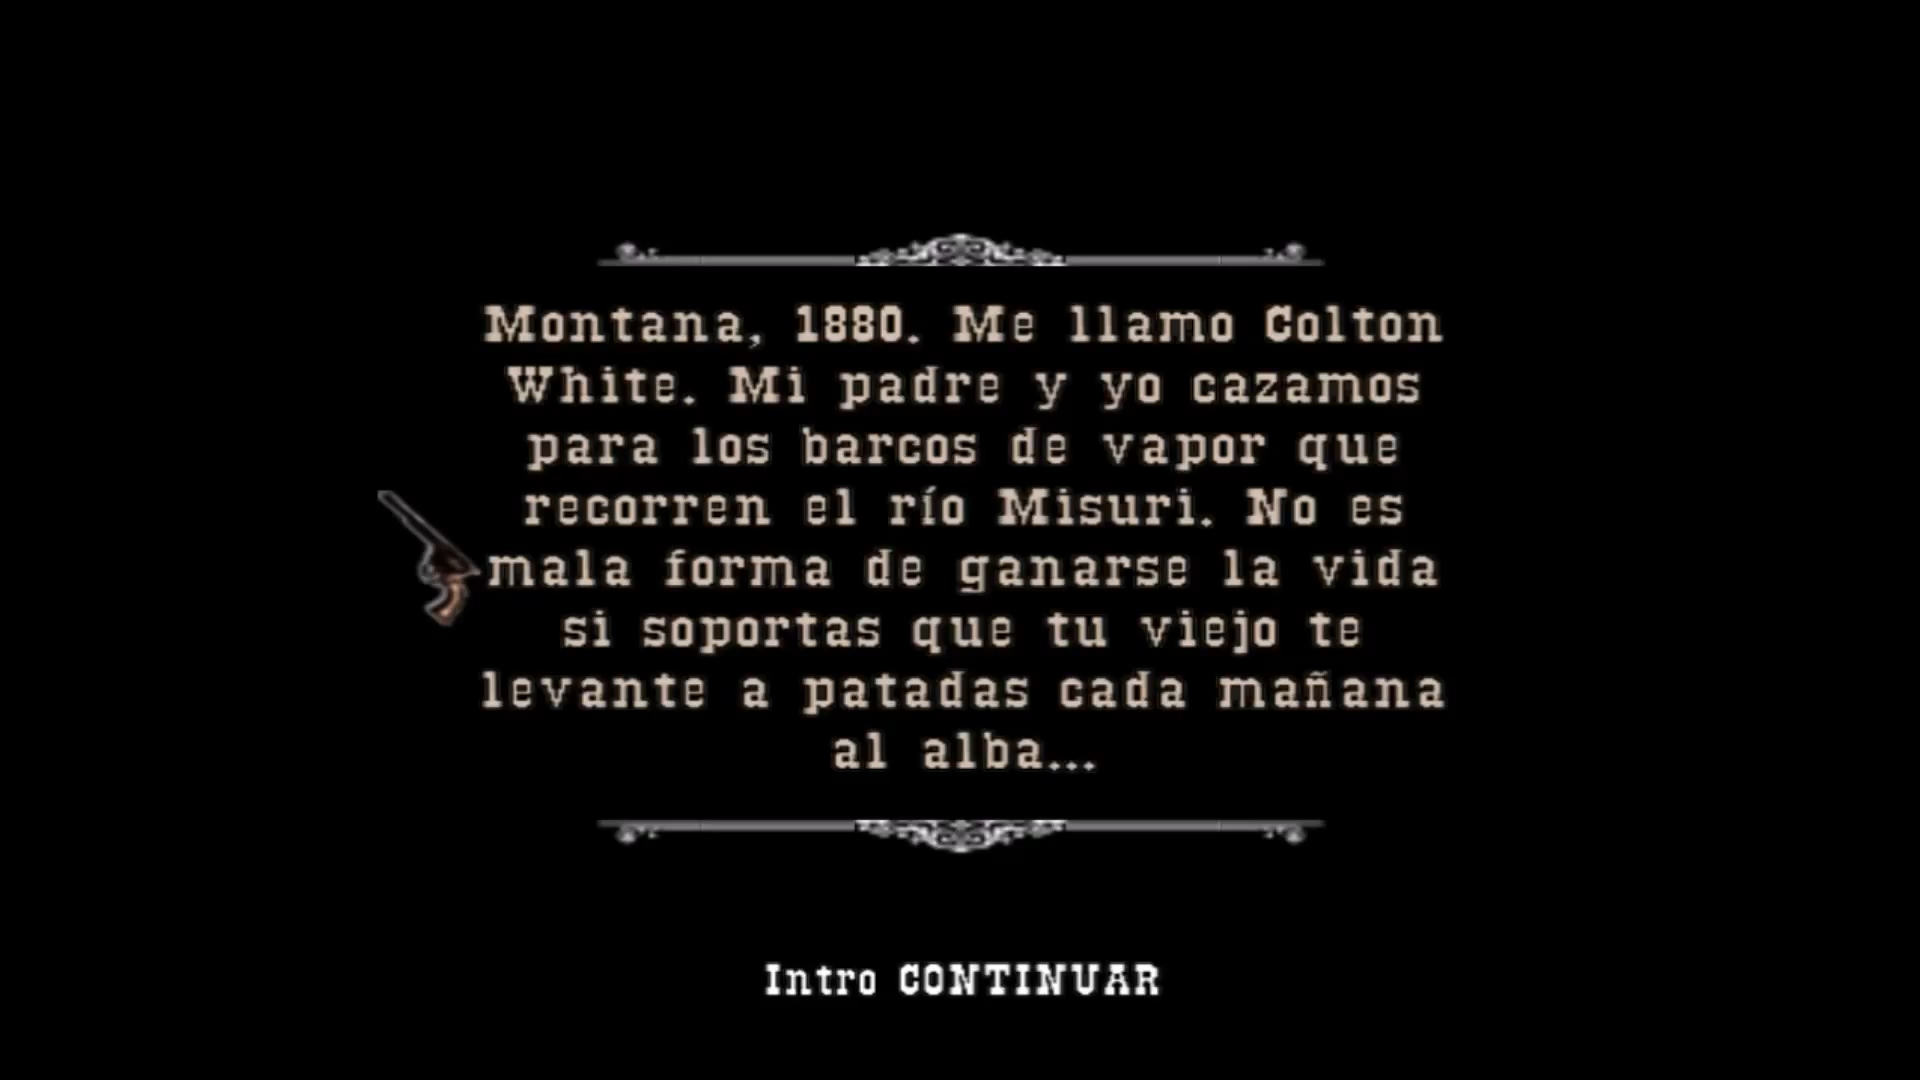 Montana, 1880. Me llamo Colton
White. Mi padre y yo cazamos
para los barcos de vapor que
recorren el río Misuri. No es
mala forma de ganarse la vida
si soportas que tu viejo te
levante a patadas cada mañana
al alba...
Intro CONTINUAR